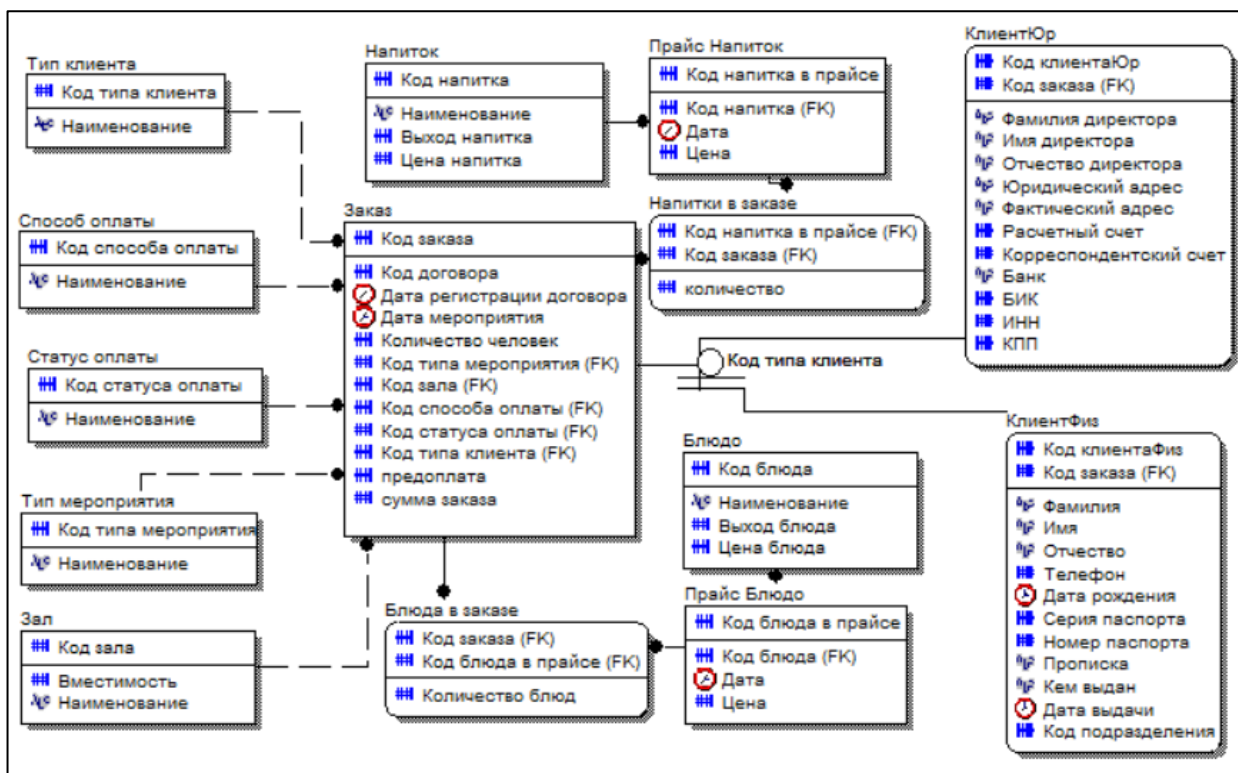 Тип клиента
Код типа клиента
Наименование
Способ оплаты
Код способа оплаты
Наименование
Статус оплаты
Код статуса оплаты
Наименование
Тип мероприятия
Код типа мероприятия
Наименование
Зал
Код зала
Вместимость
Наименование
Напиток
Код напитка
Наименование
Выход напитка
Цена напитка
Заказ
Код заказа
Код договора
Дата регистрации договора
Дата мероприятия
Количество человек
Код типа мероприятия (FK)
Код зала (FK)
Код способа оплаты (FK)
Код статуса оплаты (FK)
Код типа клиента (FK)
предоплата
сумма заказа
Блюда в заказе
Код заказа (FK)
Код блюда в прайсе (FK)
Количество блюд
Прайс Напиток
Код напитка в прайсе
Код напитка (FK)
Дата
Цена
Напитки в заказе
Код напитка в прайсе (FK)
Код заказа (FK)
количество
Код типа клиента
Блюдо
Код блюда
Наименование
Выход блюда
Цена блюда
Прайс Блюдо
Код блюда в прайсе
Код блюда (FK)
Дата
Цена
КлиентЮр
Код клиентаЮр
Код заказа (FK)
Фамилия директора
Имя директора
Отчество директора
Юридический адрес
Фактический адрес
Расчетный счет
Корреспондентский счет
Банк
БИК
ИНН
КПП
КлиентФиз
Код клиентаФиз
Код заказа (FK)
Фамилия
Имя
Отчество
Телефон
Дата рождения
Серия паспорта
Номер паспорта
Прописка
Кем выдан
Дата выдачи
Код подразделения